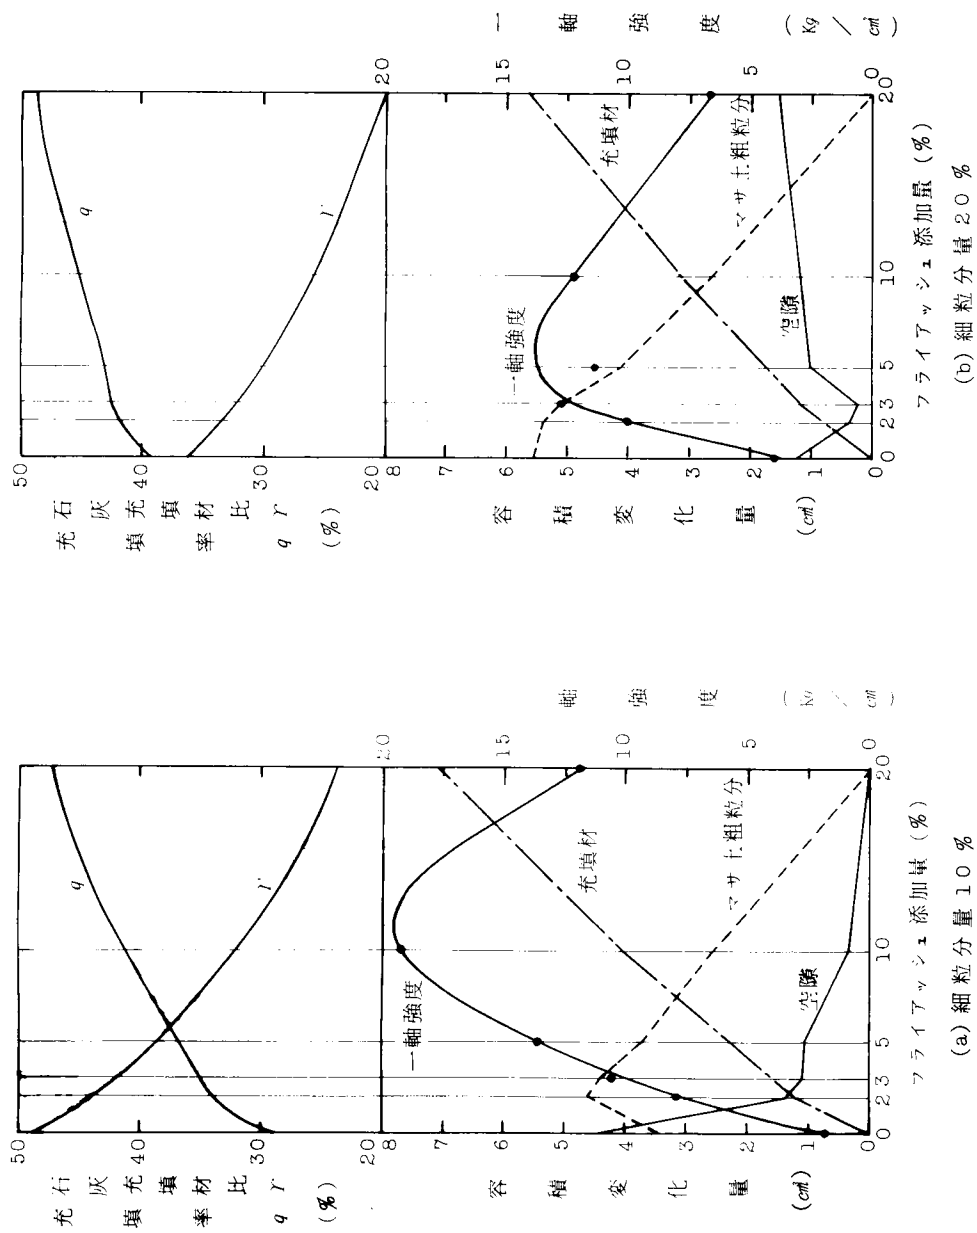 充填率 q
石灰充填材比 r
(%)
50
40
30
20
q
r
8
7
6
5
4
3
2
1
0
容積変化量
(cm³)
20
15
10
5
0
軸強度
一軸強度
充填材
マサ土粗粒分
空隙
0
2
3
5
10
20
フライアッシュ添加量(%)
(a)細粒分量10%
充填率 q
石灰充填材比 r
(%)
50
40
30
20
q
r
8
7
6
5
4
3
2
1
0
容積変化量
(cm³)
20
15
10
5
0
一軸強度
(Kg/cm²)
一軸強度
充填材
マサ土粗粒分
空隙
0
2
3
5
10
20
フライアッシュ添加量(%)
(b)細粒分量20%